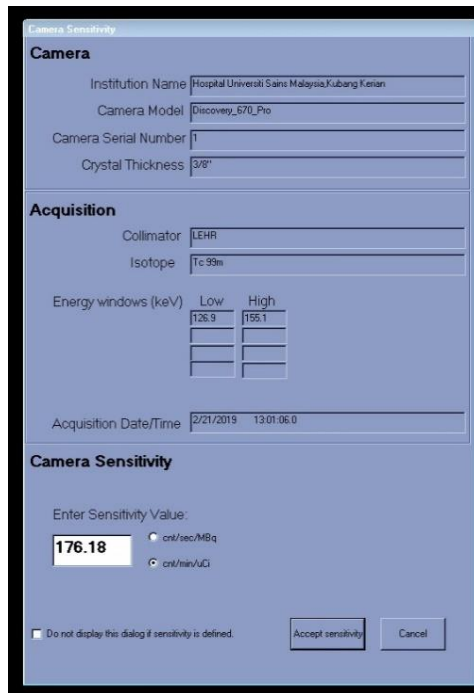 Camera Sensitivity
Camera
Institution Name Hospital Universiti Sains Malaysia,Kubang Kerian
Camera Model Discovery_670_Pro
Camera Serial Number 1
Crystal Thickness 3/8"
Acquisition
Collimator LEHR
Isotope Tc 99m
Energy windows (keV) Low High
126.9 155.1
Acquisition Date/Time 2/21/2019 13:01:06.0
Camera Sensitivity
Enter Sensitivity Value:
176.18
cnt/sec/MBq
cnt/min/uCi
Do not display this dialog if sensitivity is defined.
Accept sensitivity
Cancel